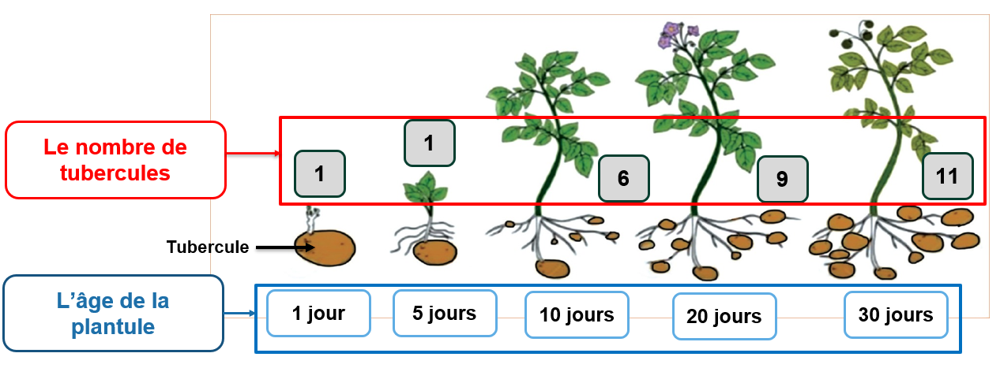 Le nombre de
tubercules
1
1
6
9
11
Tubercule
L’âge de la
plantule
1 jour
5 jours
10 jours
20 jours
30 jours